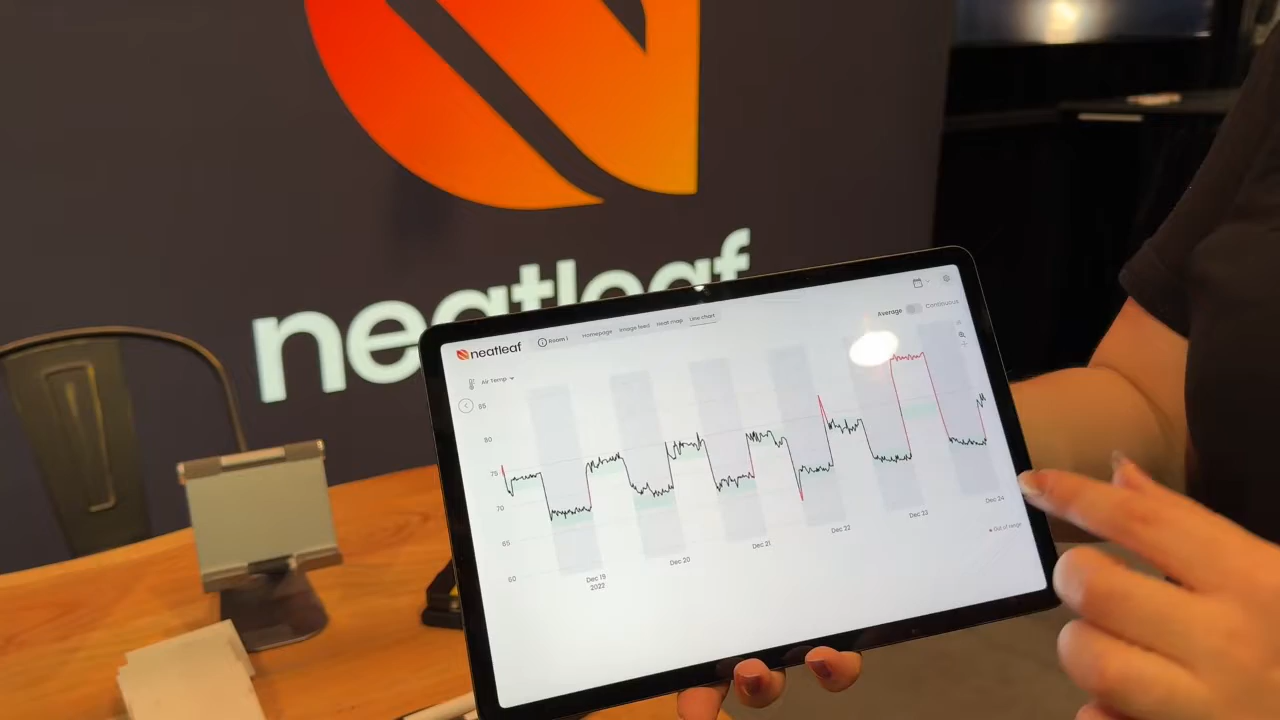 neatleaf
neatleaf
Room 1
Homepage
Image feed
Heat map
Line chart
Average
Continuous
Air Temp
85
80
75
70
65
60
Dec 19
2022
Dec 20
Dec 21
Dec 22
Dec 23
Dec 24
Out of range